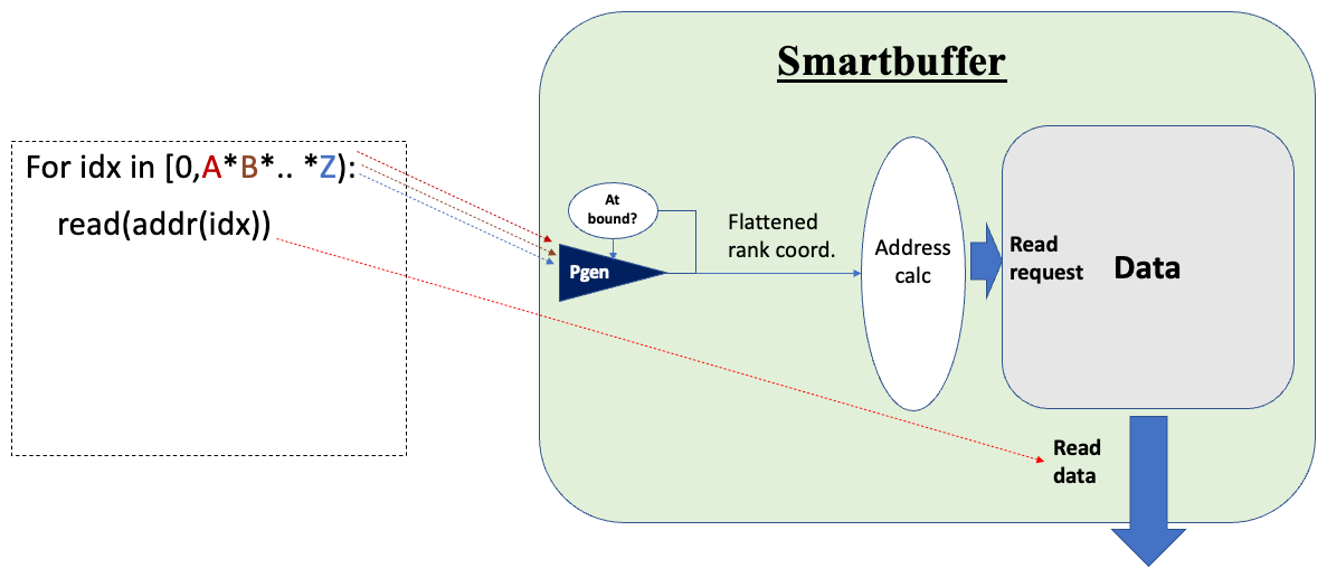 Smartbuffer
For idx in [0,A*B*.. *Z):
read(addr(idx))
At
bound?
Pgen
Flattened
rank coord.
Address
calc
Read
request
Data
Read
data